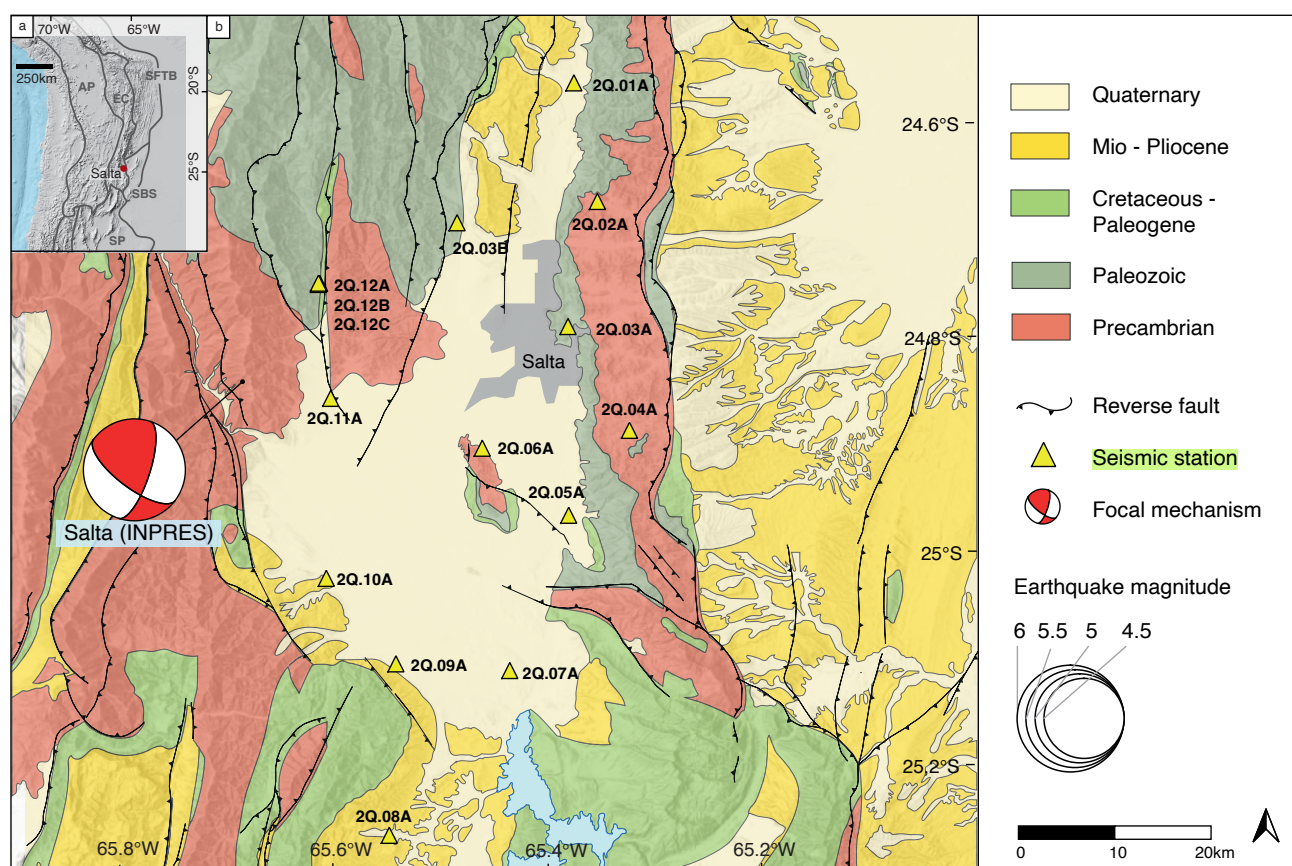 a
70°W
65°W
b
250km
AP
EC
SFTB
20°S
Salta
25°S
SBS
SP
2Q.01A
24.6°S
2Q.02A
2Q.03B
2Q.12A
2Q.12B
2Q.12C
2Q.03A
24.8°S
Salta
2Q.11A
2Q.04A
2Q.06A
2Q.05A
Salta (INPRES)
25°S
2Q.10A
2Q.09A
2Q.07A
25.2°S
2Q.08A
65.8°W
65.6°W
65.4°W
65.2°W
Quaternary
Mio - Pliocene
Cretaceous -
Paleogene
Paleozoic
Precambrian
Reverse fault
Seismic station
Focal mechanism
Earthquake magnitude
6 5.5 5 4.5
0 10 20km